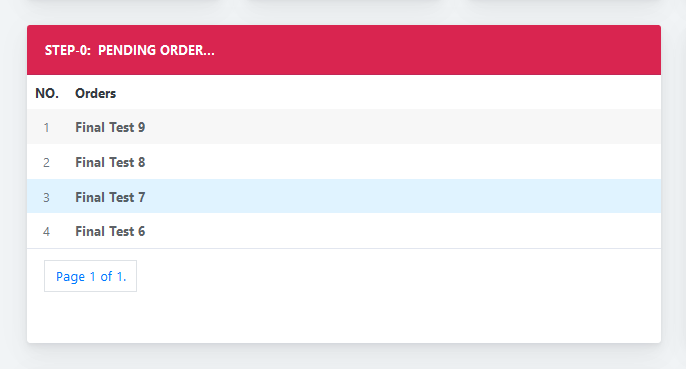 STEP-0: PENDING ORDER...
NO. Orders
1 Final Test 9
2 Final Test 8
3 Final Test 7
4 Final Test 6
Page 1 of 1.